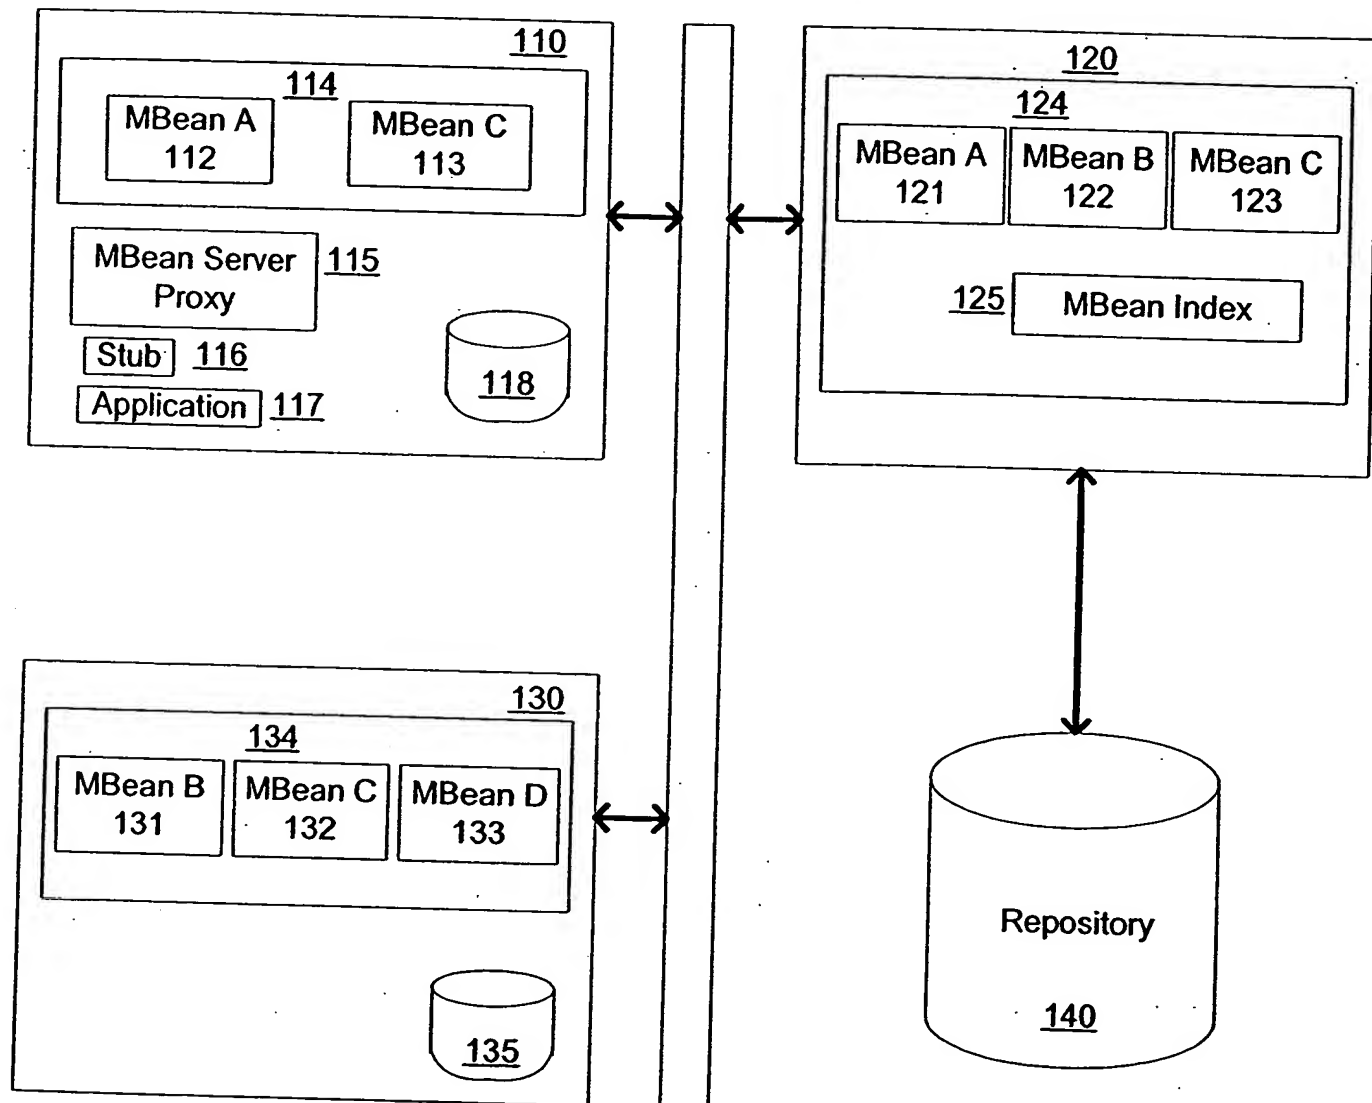 110
114
MBean A
112
MBean C
113
MBean Server
Proxy
115
Stub
116
Application
117
118
120
124
MBean A
121
MBean B
122
MBean C
123
125
MBean Index
130
134
MBean B
131
MBean C
132
MBean D
133
135
Repository
140